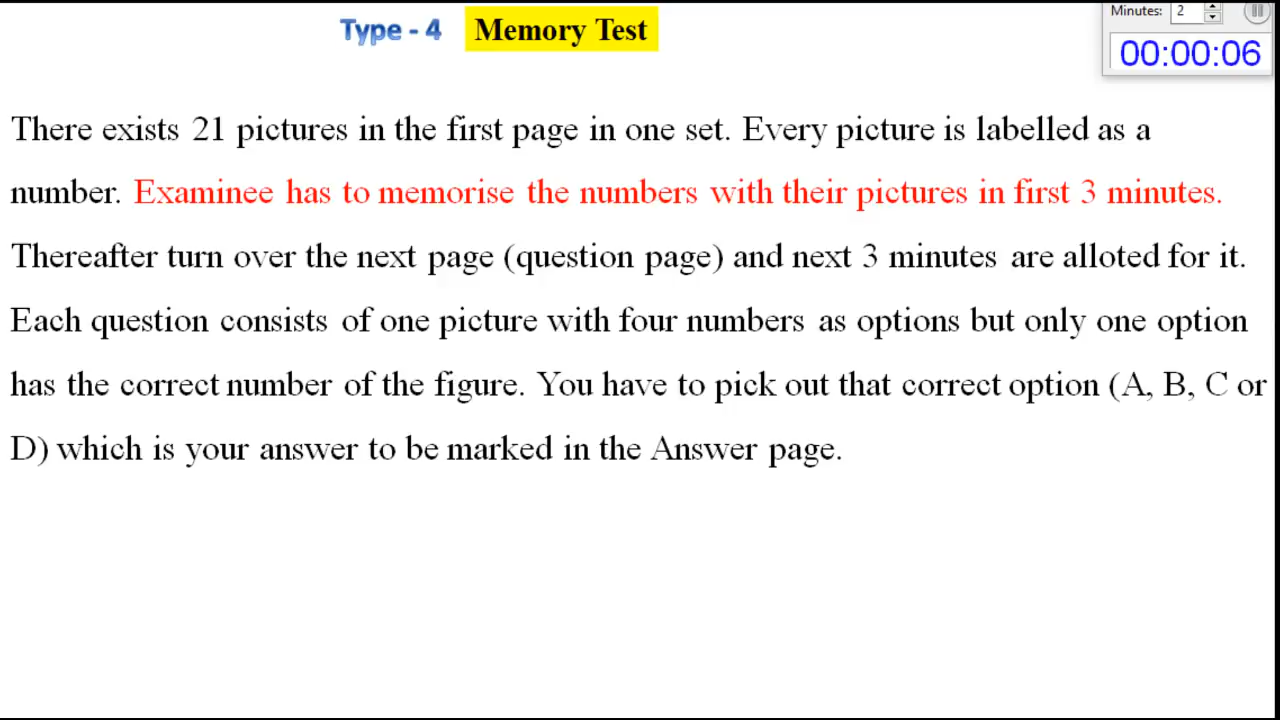 Type - 4 Memory Test
Minutes: 2
00:00:06
There exists 21 pictures in the first page in one set. Every picture is labelled as a
number. Examinee has to memorise the numbers with their pictures in first 3 minutes.
Thereafter turn over the next page (question page) and next 3 minutes are alloted for it.
Each question consists of one picture with four numbers as options but only one option
has the correct number of the figure. You have to pick out that correct option (A, B, C or
D) which is your answer to be marked in the Answer page.